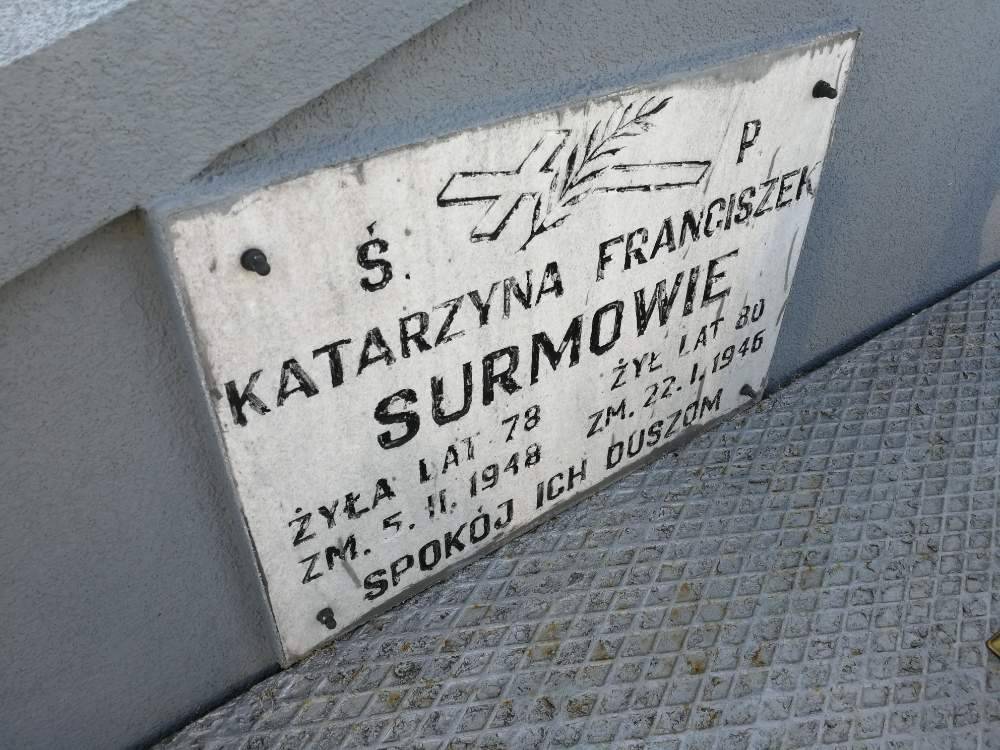 Ś. P.
KATARZYNA FRANCISZEK
SURMOWIE
ŻYŁA LAT 78 ŻYŁ LAT 80
ZM. 5. II. 1948 ZM. 22. I. 1946
SPOKÓJ ICH DUSZOM